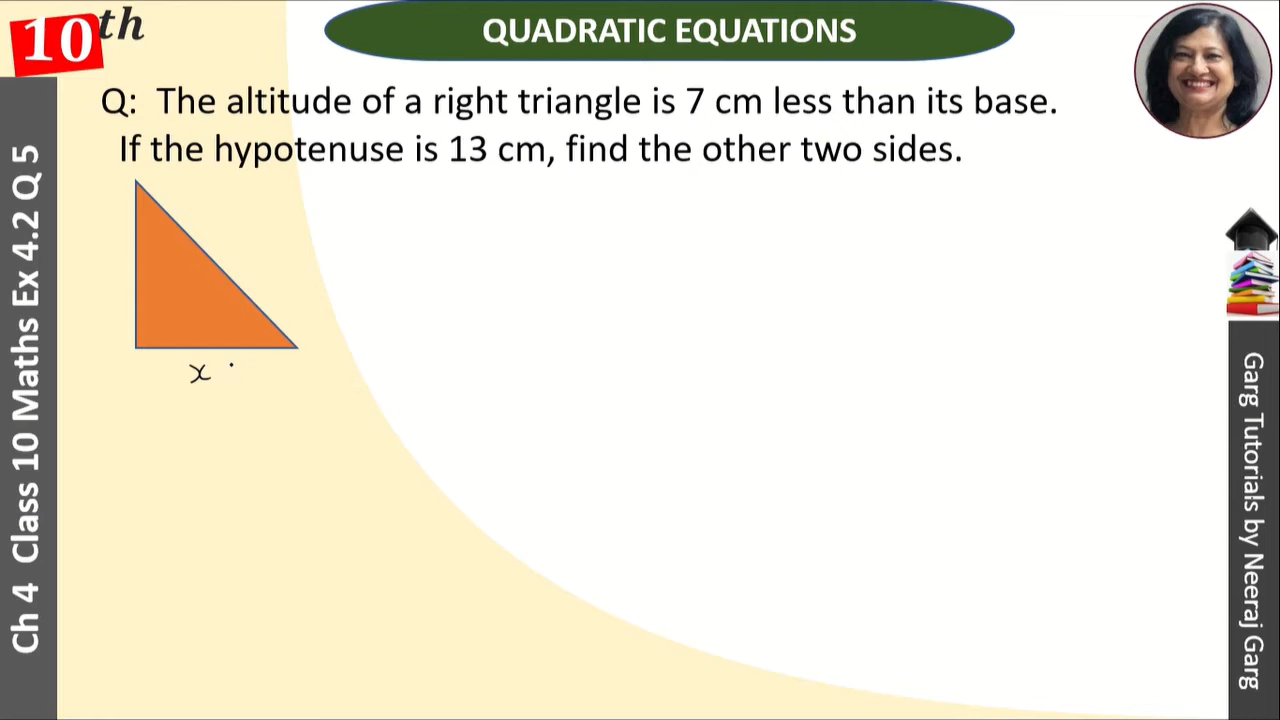 10th
QUADRATIC EQUATIONS
Q: The altitude of a right triangle is 7 cm less than its base.
If the hypotenuse is 13 cm, find the other two sides.
x
Ch 4 Class 10 Maths Ex 4.2 Q 5
Garg Tutorials by Neeraj Garg